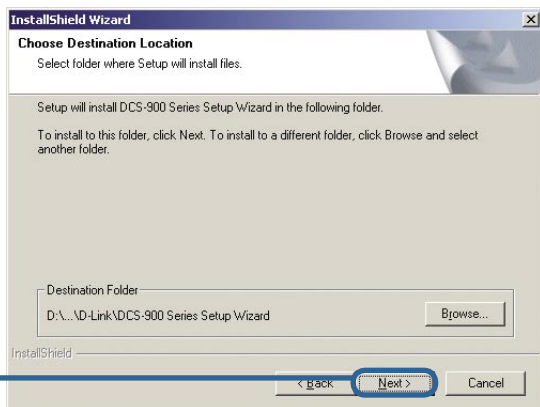 InstallShield Wizard
Choose Destination Location
Select folder where Setup will install files.
Setup will install DCS-900 Series Setup Wizard in the following folder.
To install to this folder, click Next. To install to a different folder, click Browse and select
another folder.
Destination Folder
D:\...\D-Link\DCS-900 Series Setup Wizard
Browse...
InstallShield
< Back
Next >
Cancel